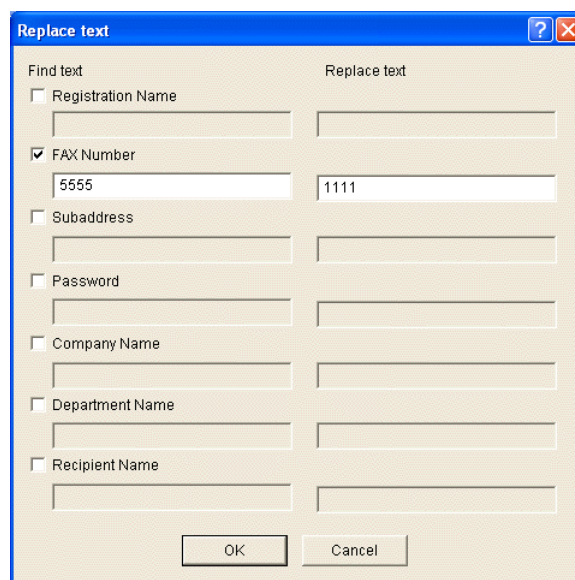 Replace text
Find text Replace text
Registration Name
FAX Number
5555 1111
Subaddress
Password
Company Name
Department Name
Recipient Name
OK Cancel